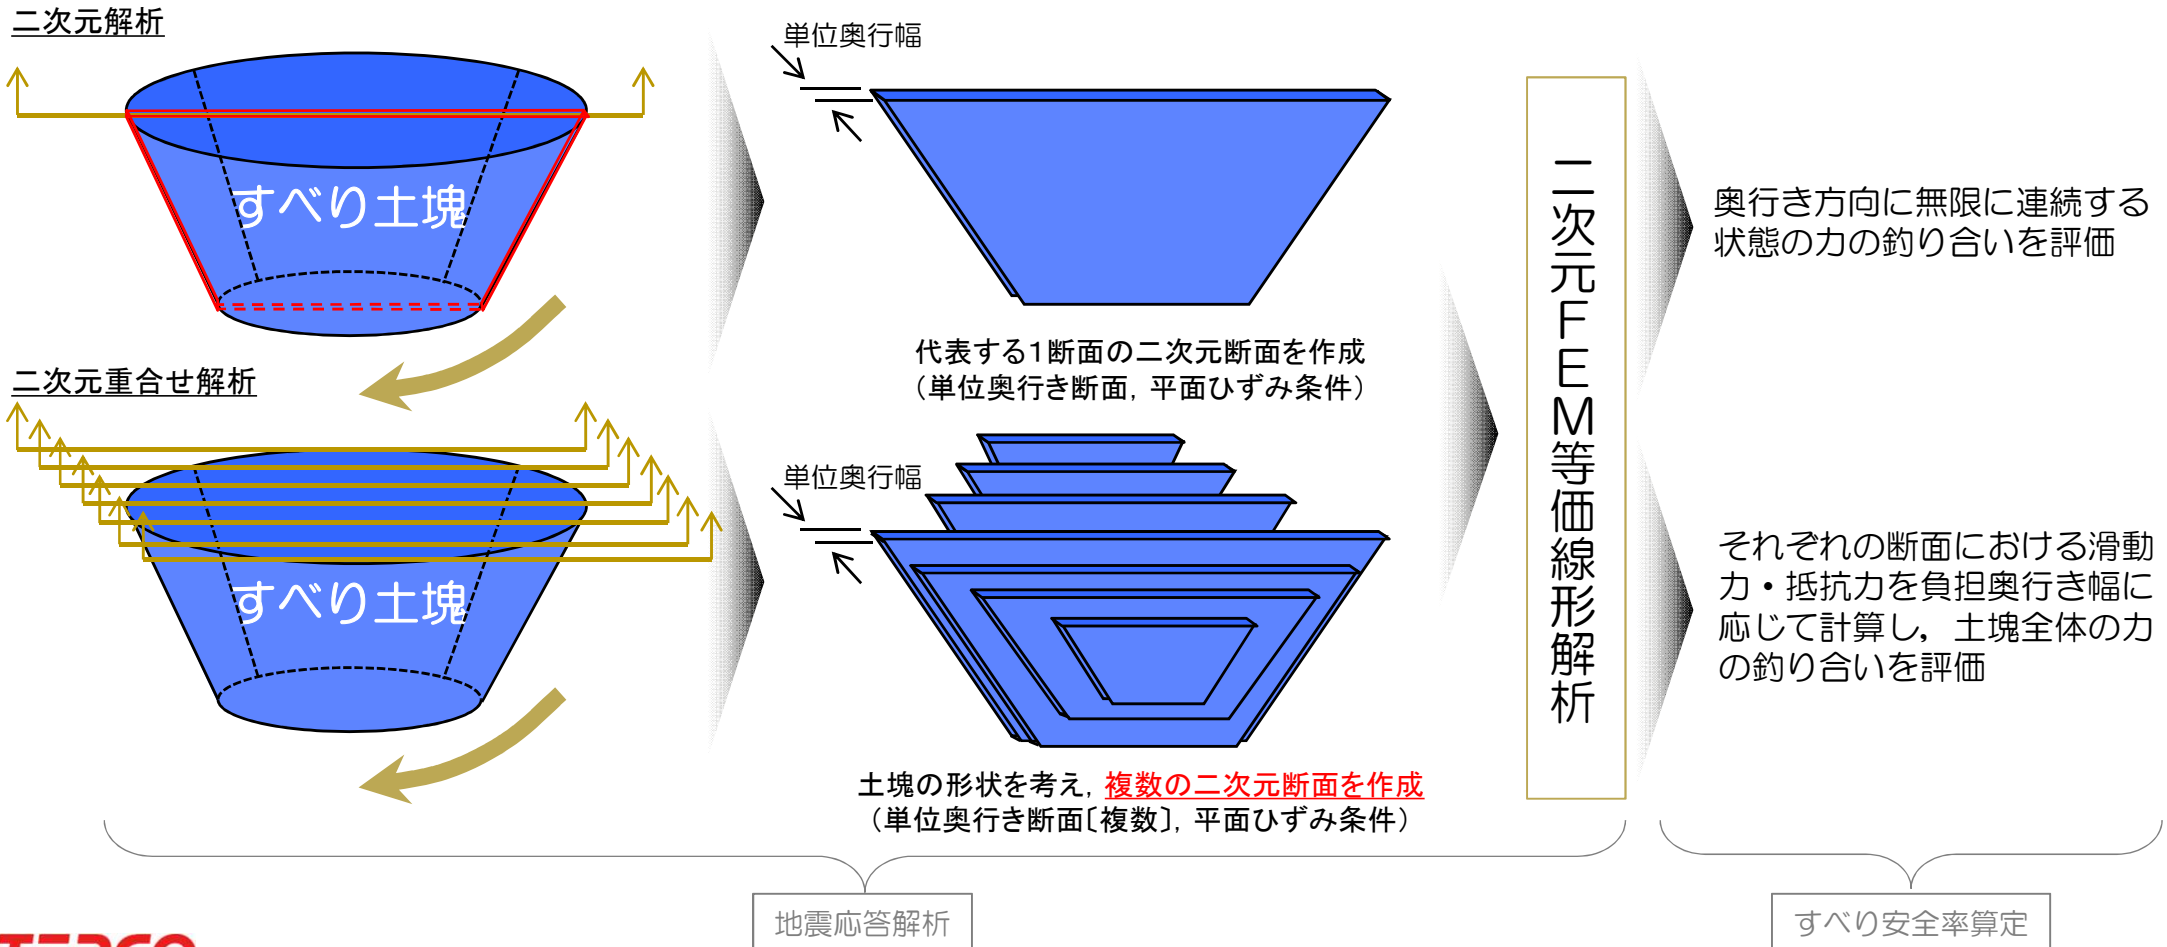 二次元解析
単位奥行幅
すべり土塊
代表する1断面の二次元断面を作成
（単位奥行き断面，平面ひずみ条件）
二次元重合せ解析
単位奥行幅
すべり土塊
土塊の形状を考え，複数の二次元断面を作成
（単位奥行き断面〔複数〕，平面ひずみ条件）
二次元FEM等価線形解析
奥行き方向に無限に連続する
状態の力の釣り合いを評価
それぞれの断面における滑動
力・抵抗力を負担奥行き幅に
応じて計算し，土塊全体の力
の釣り合いを評価
地震応答解析
すべり安全率算定
TEPCO